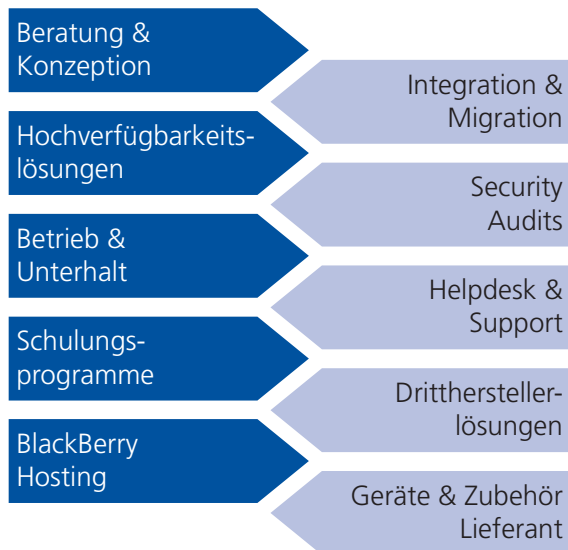 Beratung &
Konzeption
Integration &
Migration
Hochverfügbarkeits-
lösungen
Security
Audits
Betrieb &
Unterhalt
Helpdesk &
Support
Schulungs-
programme
Dritthersteller-
lösungen
BlackBerry
Hosting
Geräte & Zubehör
Lieferant